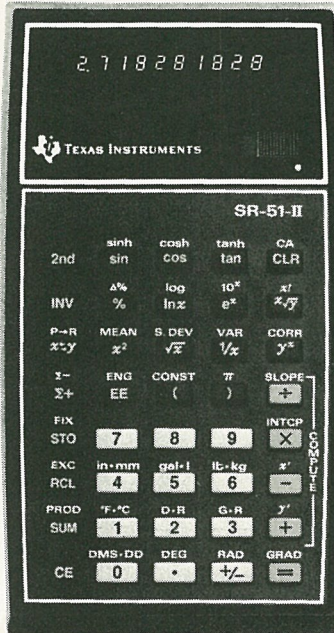 2.718281828
TEXAS INSTRUMENTS
SR-51-II
sinh cosh tanh CA
2nd sin cos tan CLR
Δ% log 10ˣ x!
INV % lnx eˣ ˣ√y
P→R MEAN S.DEV VAR CORR
x⇄y x² √x 1/x yˣ
Σ− ENG CONST π SLOPE
Σ+ EE ( ) ÷
FIX INTCP
STO 7 8 9 ×
EXC in·mm gal·l lb·kg x'
RCL 4 5 6 −
PROD °F·°C D·R G·R y'
SUM 1 2 3 +
DMS·DD DEG RAD GRAD
CE 0 · +/− =
COMPUTE